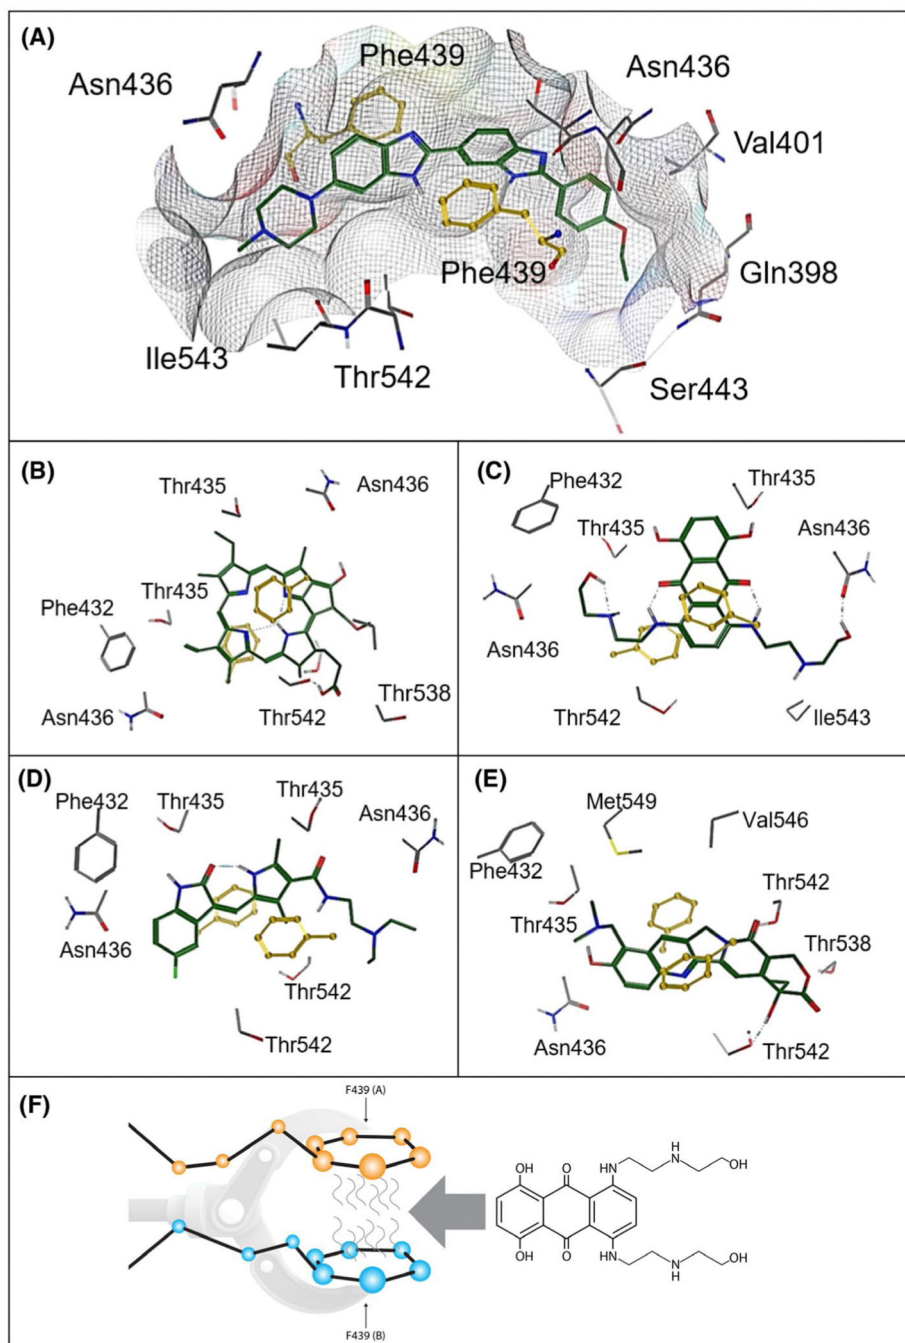 (A)
Phe439
Asn436
Asn436
Val401
Phe439
Gln398
Ile543
Thr542
Ser443
(B)
Thr435
Asn436
Thr435
Phe432
Asn436
Thr542
Thr538
(C)
Phe432
Thr435
Thr435
Asn436
Asn436
Thr542
Ile543
(D)
Phe432
Thr435
Thr435
Asn436
Asn436
Thr542
Thr542
(E)
Met549
Val546
Phe432
Thr542
Thr435
Thr538
Asn436
Thr542
(F)
F439 (A)
F439 (B)
OH
O
HN
H
N
OH
OH
O
HN
N
H
OH